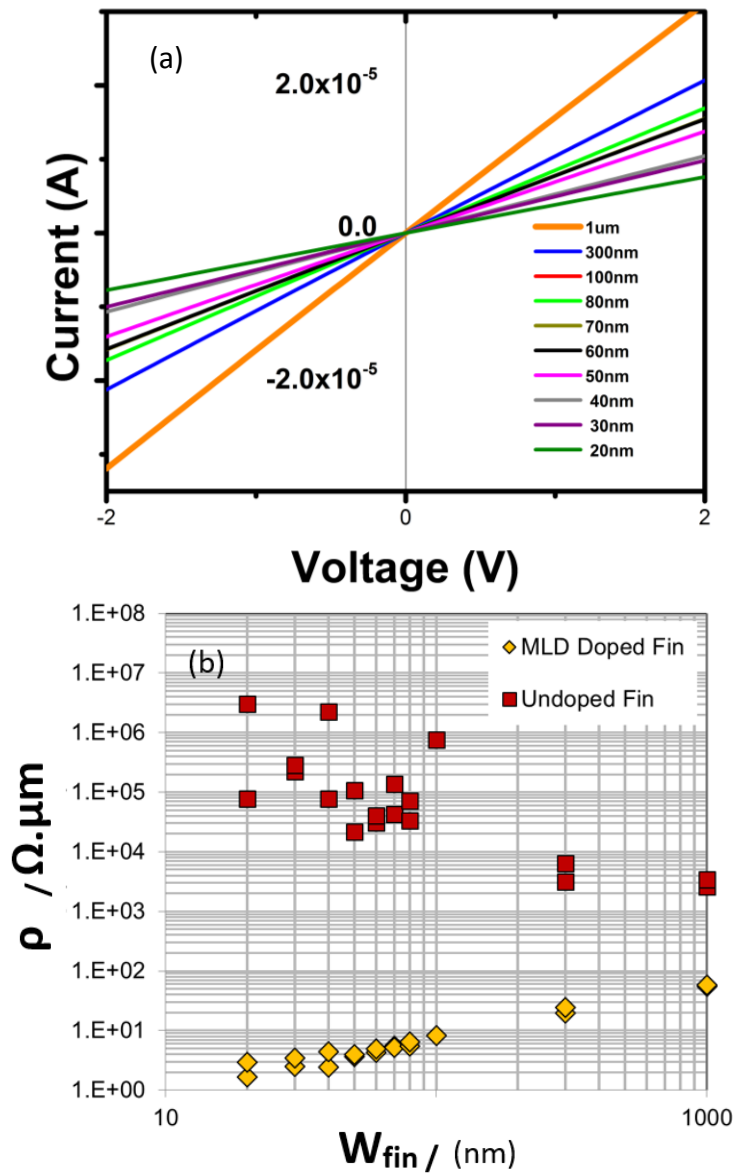 (a)
2.0x10⁻⁵
0.0
-2.0x10⁻⁵
Current (A)
1um
300nm
100nm
80nm
70nm
60nm
50nm
40nm
30nm
20nm
-2 0 2
Voltage (V)
(b)
MLD Doped Fin
Undoped Fin
1.E+08
1.E+07
1.E+06
1.E+05
1.E+04
1.E+03
1.E+02
1.E+01
1.E+00
ρ / Ω.µm
10 1000
Wfin / (nm)